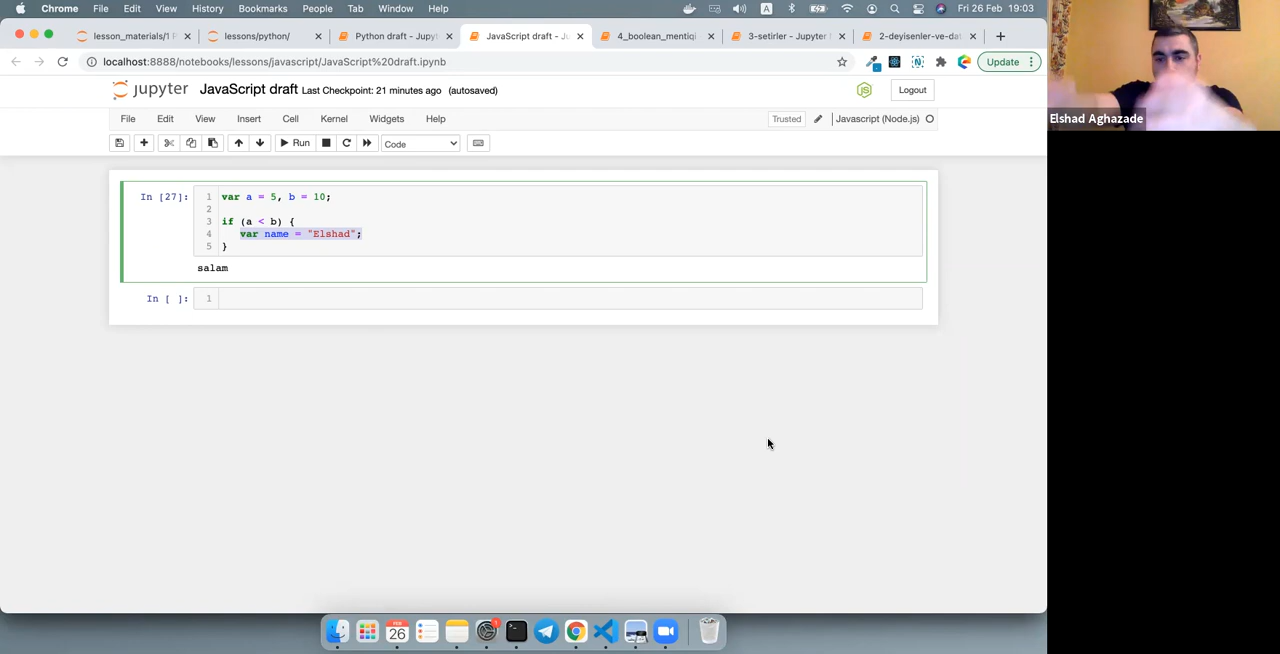 Chrome File Edit View History Bookmarks People Tab Window Help A Fri 26 Feb 19:03
lesson_materials/1 F
lessons/python/
Python draft - Jupyt
JavaScript draft - Ju
4_boolean_mentiqi
3-setirler - Jupyter N
2-deyisenler-ve-dat
localhost:8888/notebooks/lessons/javascript/JavaScript%20draft.ipynb
Update
jupyter JavaScript draft Last Checkpoint: 21 minutes ago (autosaved)
Logout
File Edit View Insert Cell Kernel Widgets Help
Trusted Javascript (Node.js)
Run Code
In [27]:
1 var a = 5, b = 10;
2
3 if (a < b) {
4 var name = "Elshad";
5 }
salam
In [ ]: 1
Elshad Aghazade
FEB
26
1